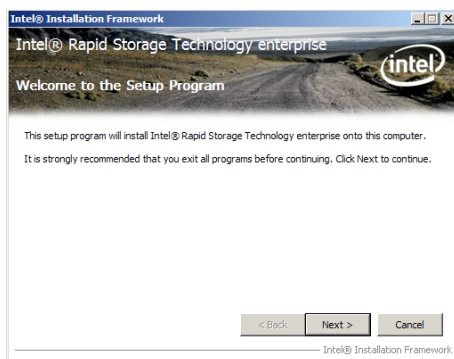 Intel® Installation Framework
Intel® Rapid Storage Technology enterprise
intel
Welcome to the Setup Program
This setup program will install Intel® Rapid Storage Technology enterprise onto this computer.
It is strongly recommended that you exit all programs before continuing. Click Next to continue.
< Back Next > Cancel
Intel® Installation Framework